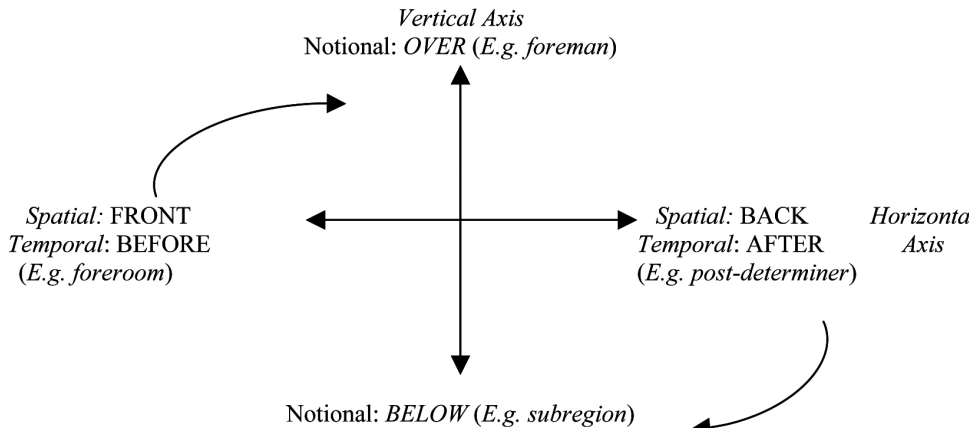 Vertical Axis
Notional: OVER (E.g. foreman)
Spatial: FRONT
Temporal: BEFORE
(E.g. foreroom)
Spatial: BACK
Temporal: AFTER
(E.g. post-determiner)
Horizonta
Axis
Notional: BELOW (E.g. subregion)